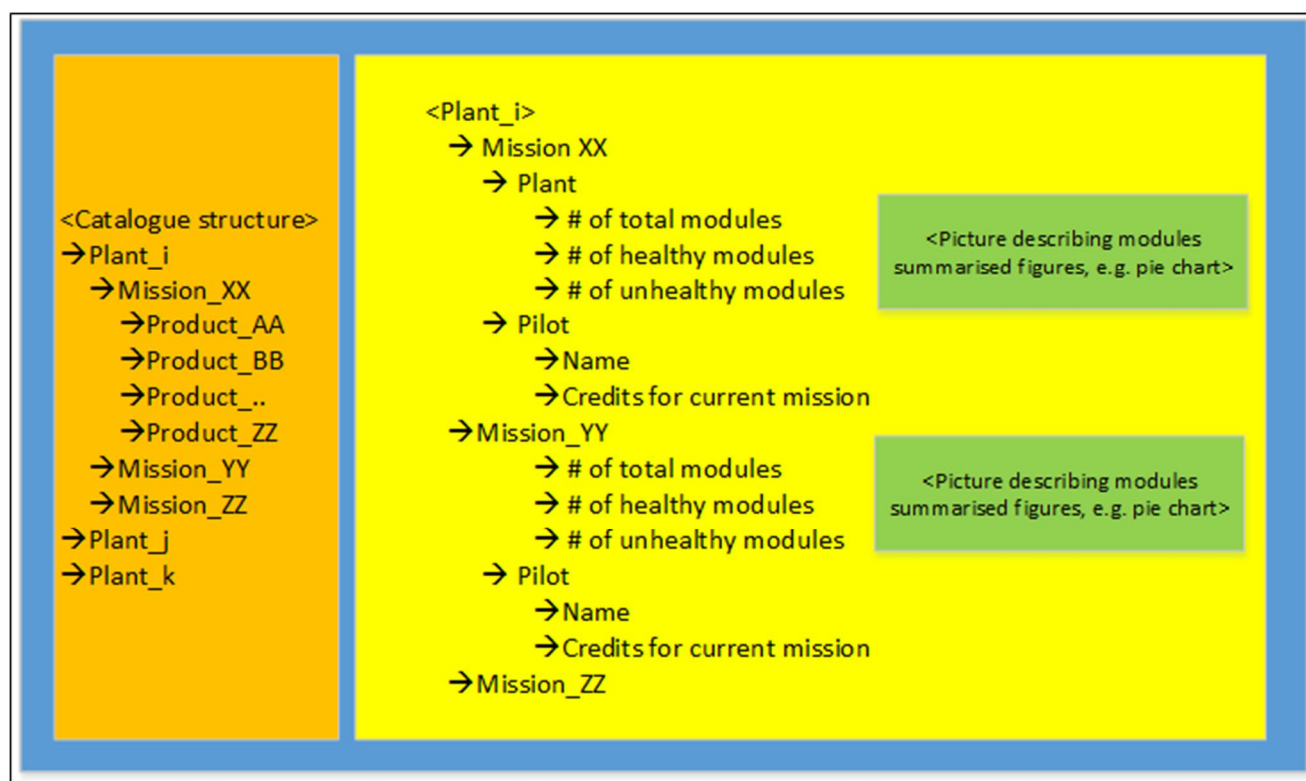 <Catalogue structure>
→Plant_i
→Mission_XX
→Product_AA
→Product_BB
→Product_..
→Product_ZZ
→Mission_YY
→Mission_ZZ
→Plant_j
→Plant_k
<Plant_i>
→ Mission XX
→ Plant
→ # of total modules
→ # of healthy modules
→ # of unhealthy modules
→ Pilot
→Name
→Credits for current mission
→Mission_YY
→ # of total modules
→ # of healthy modules
→ # of unhealthy modules
→ Pilot
→Name
→Credits for current mission
→Mission_ZZ
<Picture describing modules
summarised figures, e.g. pie chart>
<Picture describing modules
summarised figures, e.g. pie chart>